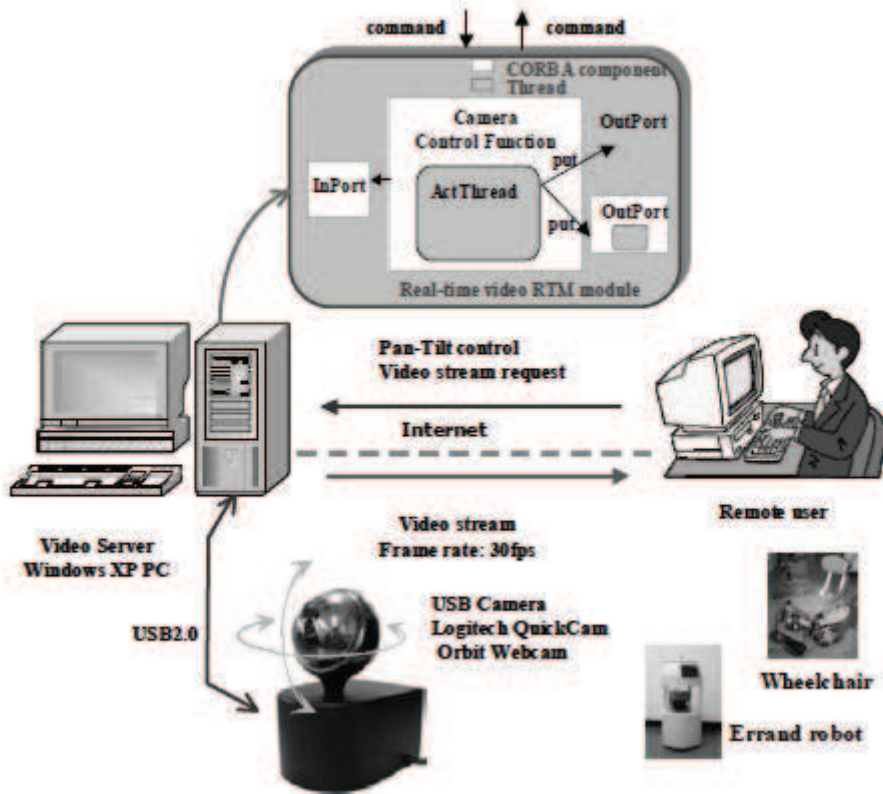 command
command
CORBA component
Thread
Camera
Control Function
OutPort
put
InPort
ActThread
OutPort
put
Real-time video RTM module
Pan-Tilt control
Video stream request
Internet
Remote user
Video stream
Frame rate: 30fps
Video Server
Windows XP PC
USB Camera
Logitech QuickCam
Orbit Webcam
USB2.0
Wheelchair
Errand robot